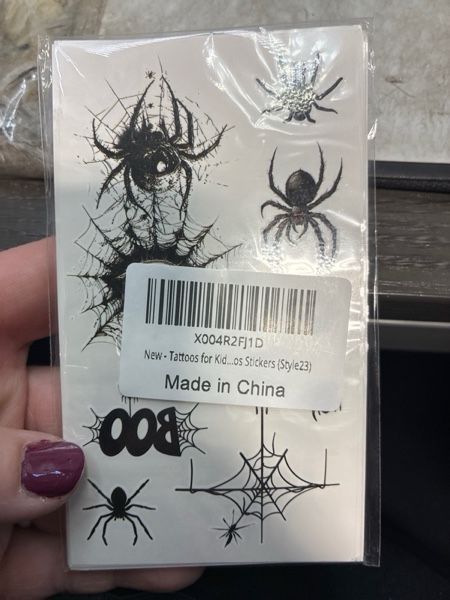 X004R2FJ1D
New - Tattoos for Kid...os Stickers (Style23)
Made in China
BOO